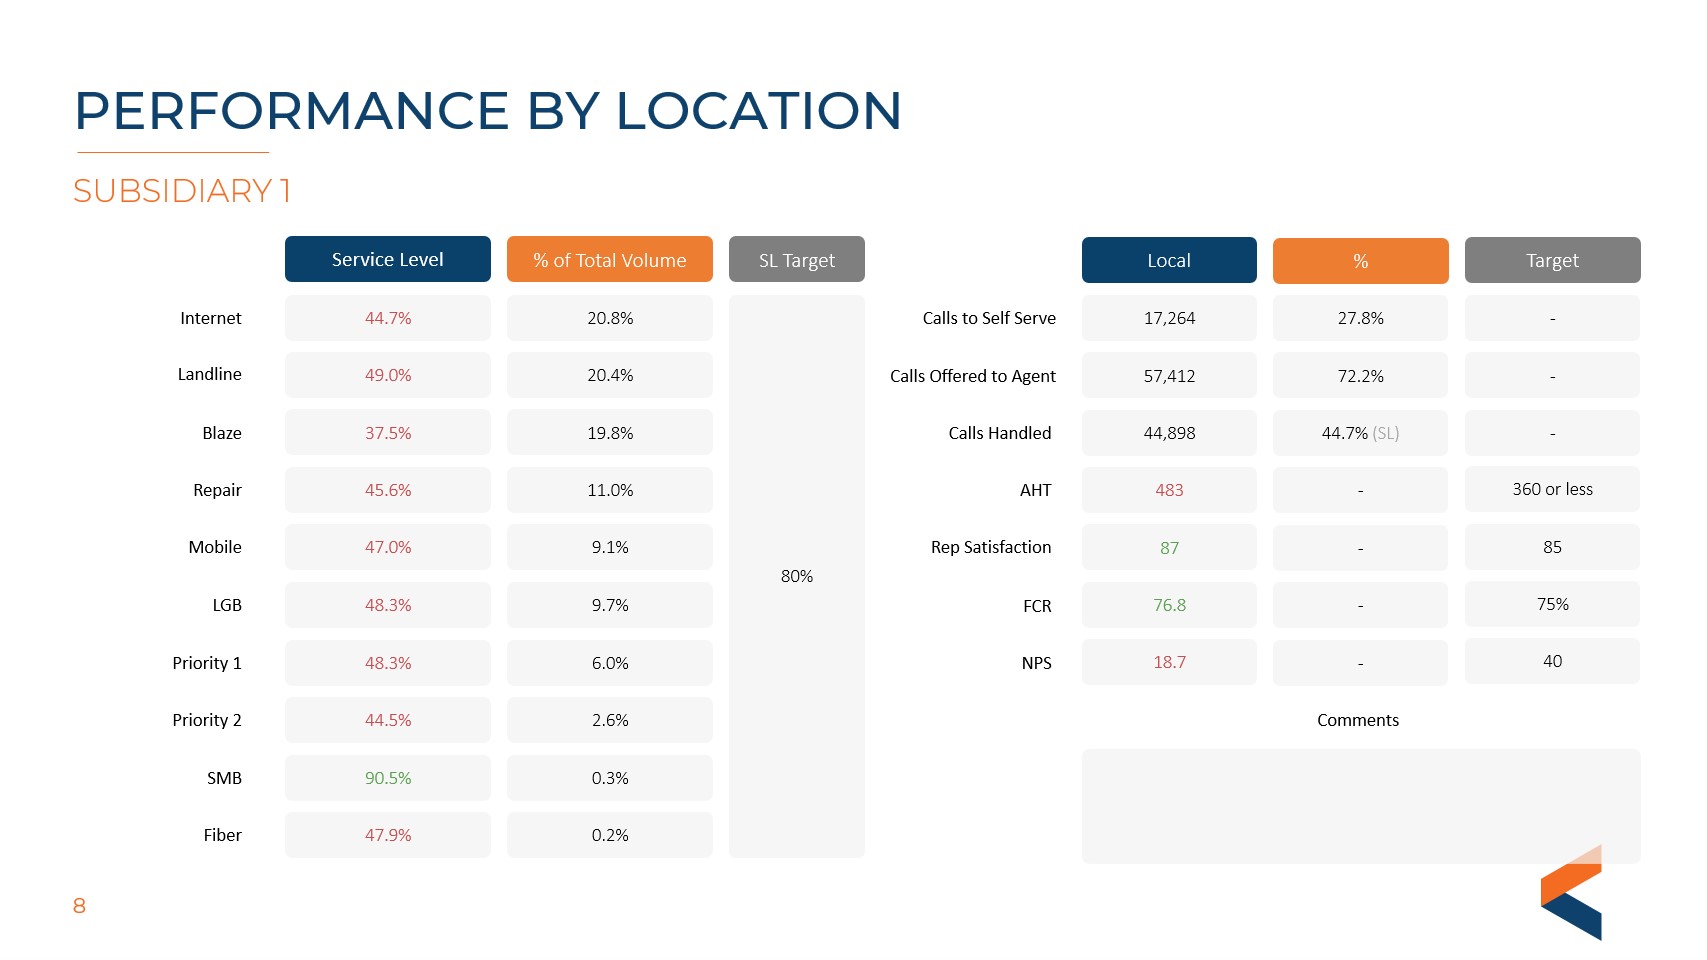 PERFORMANCE BY LOCATION
SUBSIDIARY 1
Service Level % of Total Volume SL Target
Internet 44.7% 20.8%
Landline 49.0% 20.4%
Blaze 37.5% 19.8%
Repair 45.6% 11.0%
Mobile 47.0% 9.1%
80%
LGB 48.3% 9.7%
Priority 1 48.3% 6.0%
Priority 2 44.5% 2.6%
SMB 90.5% 0.3%
Fiber 47.9% 0.2%
Local % Target
Calls to Self Serve 17,264 27.8% -
Calls Offered to Agent 57,412 72.2% -
Calls Handled 44,898 44.7% (SL) -
AHT 483 - 360 or less
Rep Satisfaction 87 - 85
FCR 76.8 - 75%
NPS 18.7 - 40
Comments
8